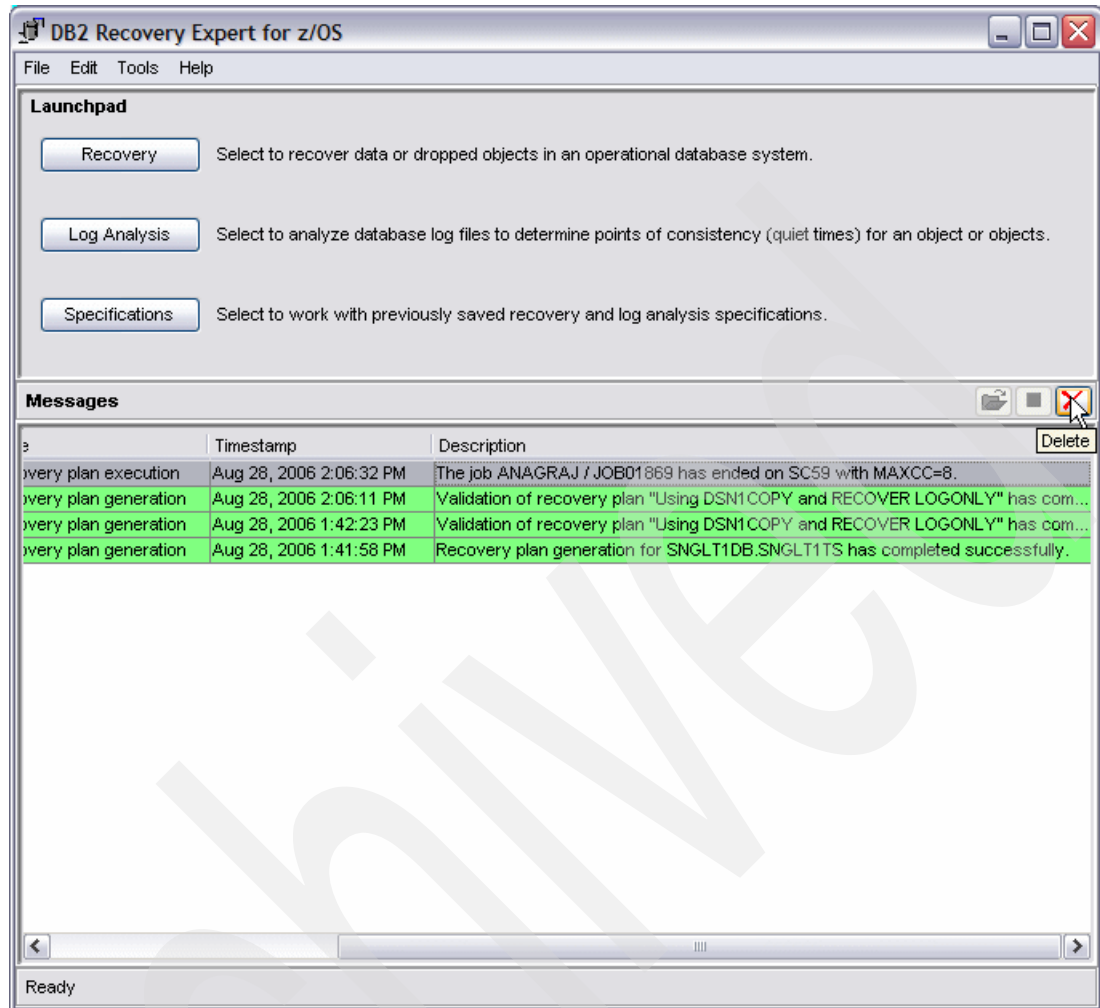 DB2 Recovery Expert for z/OS
File Edit Tools Help
Launchpad
Recovery Select to recover data or dropped objects in an operational database system.
Log Analysis Select to analyze database log files to determine points of consistency (quiet times) for an object or objects.
Specifications Select to work with previously saved recovery and log analysis specifications.
Messages
Delete
e Timestamp Description
overy plan execution Aug 28, 2006 2:06:32 PM The job ANAGRAJ / JOB01869 has ended on SC59 with MAXCC=8.
overy plan generation Aug 28, 2006 2:06:11 PM Validation of recovery plan "Using DSN1COPY and RECOVER LOGONLY" has com...
overy plan generation Aug 28, 2006 1:42:23 PM Validation of recovery plan "Using DSN1COPY and RECOVER LOGONLY" has com...
overy plan generation Aug 28, 2006 1:41:58 PM Recovery plan generation for SNGLT1DB.SNGLT1TS has completed successfully.
hived
Ready